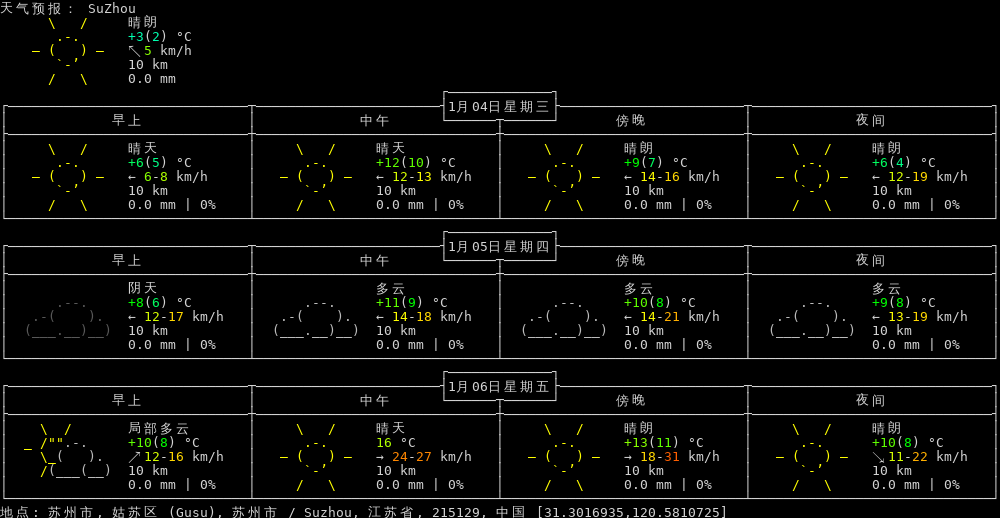 天气预报: SuZhou
晴朗
+3(2) °C
↖ 5 km/h
10 km
0.0 mm
1月04日星期三
早上 中午 傍晚 夜间
晴天 晴天 晴朗 晴朗
+6(5) °C +12(10) °C +9(7) °C +6(4) °C
← 6-8 km/h ← 12-13 km/h ← 14-16 km/h ← 12-19 km/h
10 km 10 km 10 km 10 km
0.0 mm | 0% 0.0 mm | 0% 0.0 mm | 0% 0.0 mm | 0%
1月05日星期四
早上 中午 傍晚 夜间
阴天 多云 多云 多云
+8(6) °C +11(9) °C +10(8) °C +9(8) °C
← 12-17 km/h ← 14-18 km/h ← 14-21 km/h ← 13-19 km/h
10 km 10 km 10 km 10 km
0.0 mm | 0% 0.0 mm | 0% 0.0 mm | 0% 0.0 mm | 0%
1月06日星期五
早上 中午 傍晚 夜间
局部多云 晴天 晴朗 晴朗
+10(8) °C 16 °C +13(11) °C +10(8) °C
↗ 12-16 km/h → 24-27 km/h → 18-31 km/h ↘ 11-22 km/h
10 km 10 km 10 km 10 km
0.0 mm | 0% 0.0 mm | 0% 0.0 mm | 0% 0.0 mm | 0%
地点: 苏州市, 姑苏区 (Gusu), 苏州市 / Suzhou, 江苏省, 215129, 中国 [31.3016935,120.5810725]